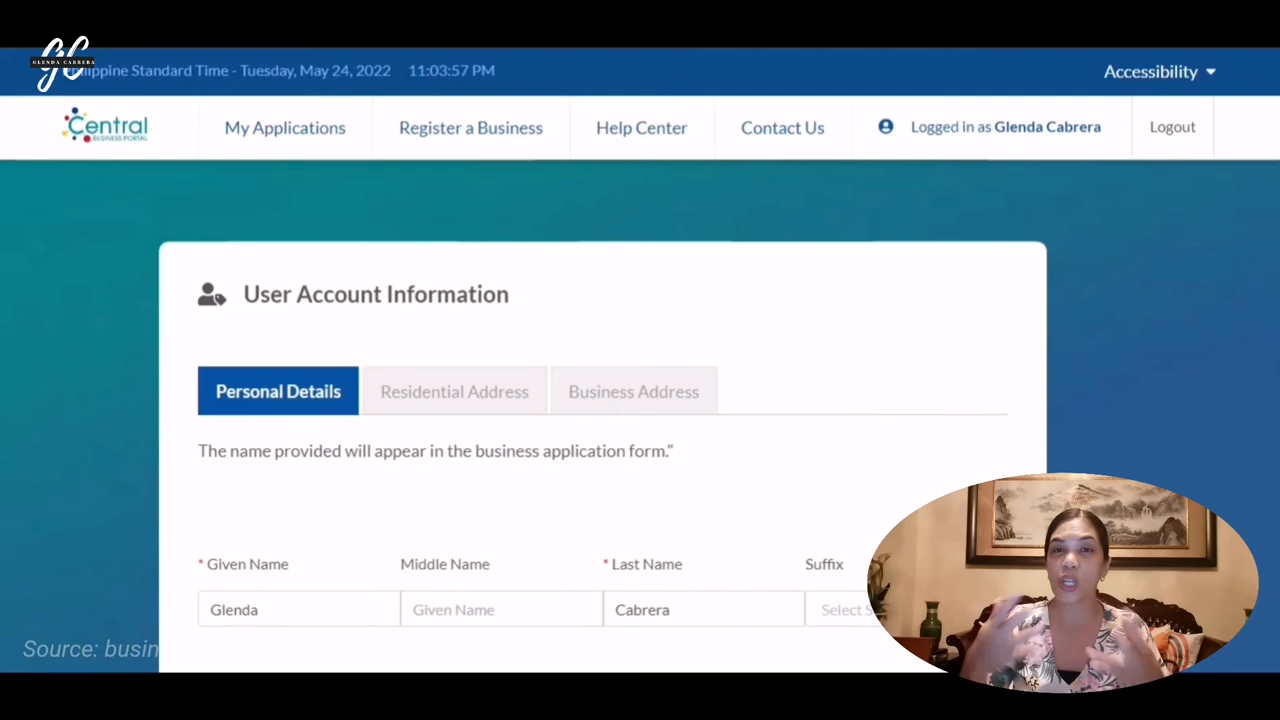 GC
GLENDA CABRERA
hilippine Standard Time - Tuesday, May 24, 2022 11:03:57 PM
Accessibility
Central
BUSINESS PORTAL
My Applications
Register a Business
Help Center
Contact Us
Logged in as Glenda Cabrera
Logout
User Account Information
Personal Details
Residential Address
Business Address
The name provided will appear in the business application form."
* Given Name
Middle Name
* Last Name
Suffix
Glenda
Given Name
Cabrera
Select S
Source: busin